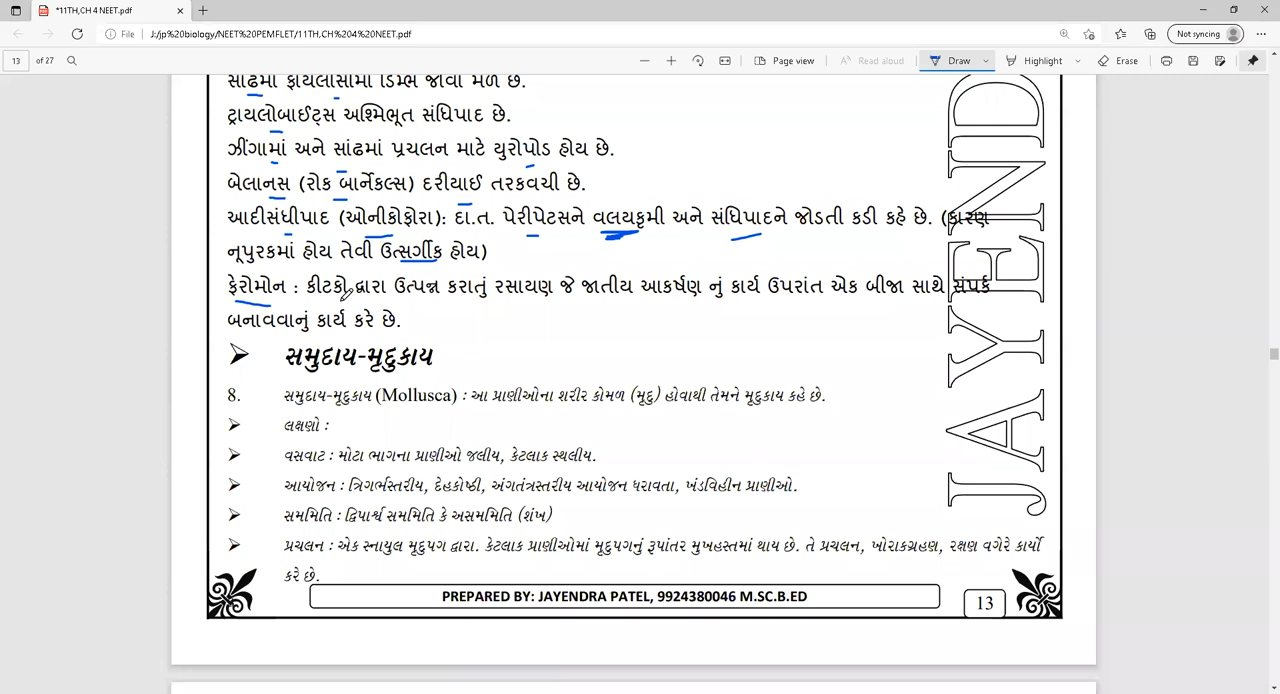 *11TH,CH 4 NEET.pdf
File J:/jp%20biology/NEET%20PEMFLET/11TH,CH%204%20NEET.pdf
Not syncing
13 of 27
Page view
Read aloud
Draw
Highlight
Erase
સાંઢમાં ફાયલોસોમા ડિમ્ભ જોવા મળે છે.
ટ્રાયલોબાઈટ્સ અશ્મિભૂત સંધિપાદ છે.
ઝીંગામાં અને સાંઢમાં પ્રચલન માટે યુરોપોડ હોય છે.
બેલાનસ (રોક બાર્નેકલ્સ) દરીયાઈ તરકવચી છે.
આદીસંધીપાદ (ઓનીકોફોરા): દા.ત. પેરીપેટસને વલયકૃમી અને સંધિપાદને જોડતી કડી કહે છે. (કારણ
નૂપુરકમાં હોય તેવી ઉત્સર્ગીક હોય)
ફેરોમોન : કીટકો દ્વારા ઉત્પન્ન કરાતું રસાયણ જે જાતીય આકર્ષણ નું કાર્ય ઉપરાંત એક બીજા સાથે સંપર્ક
બનાવવાનું કાર્ય કરે છે.
સમુદાય-મૃદુકાય
8. સમુદાય-મૃદુકાય (Mollusca) : આ પ્રાણીઓના શરીર કોમળ (મૃદુ) હોવાથી તેમને મૃદુકાય કહે છે.
લક્ષણો :
વસવાટ : મોટા ભાગના પ્રાણીઓ જલીય, કેટલાક સ્થલીય.
આયોજન : ત્રિગર્ભસ્તરીય, દેહકોષ્ઠી, અંગતંત્રસ્તરીય આયોજન ધરાવતા, ખંડવિહીન પ્રાણીઓ.
સમમિતિ : દ્વિપાર્શ્વ સમમિતિ કે અસમમિતિ (શંખ)
પ્રચલન : એક સ્નાયુલ મૃદુપગ દ્વારા. કેટલાક પ્રાણીઓમાં મૃદુપગનું રૂપાંતર મુખહસ્તમાં થાય છે. તે પ્રચલન, ખોરાકગ્રહણ, રક્ષણ વગેરે કાર્યો
કરે છે.
PREPARED BY: JAYENDRA PATEL, 9924380046 M.SC.B.ED
13
JAYEND